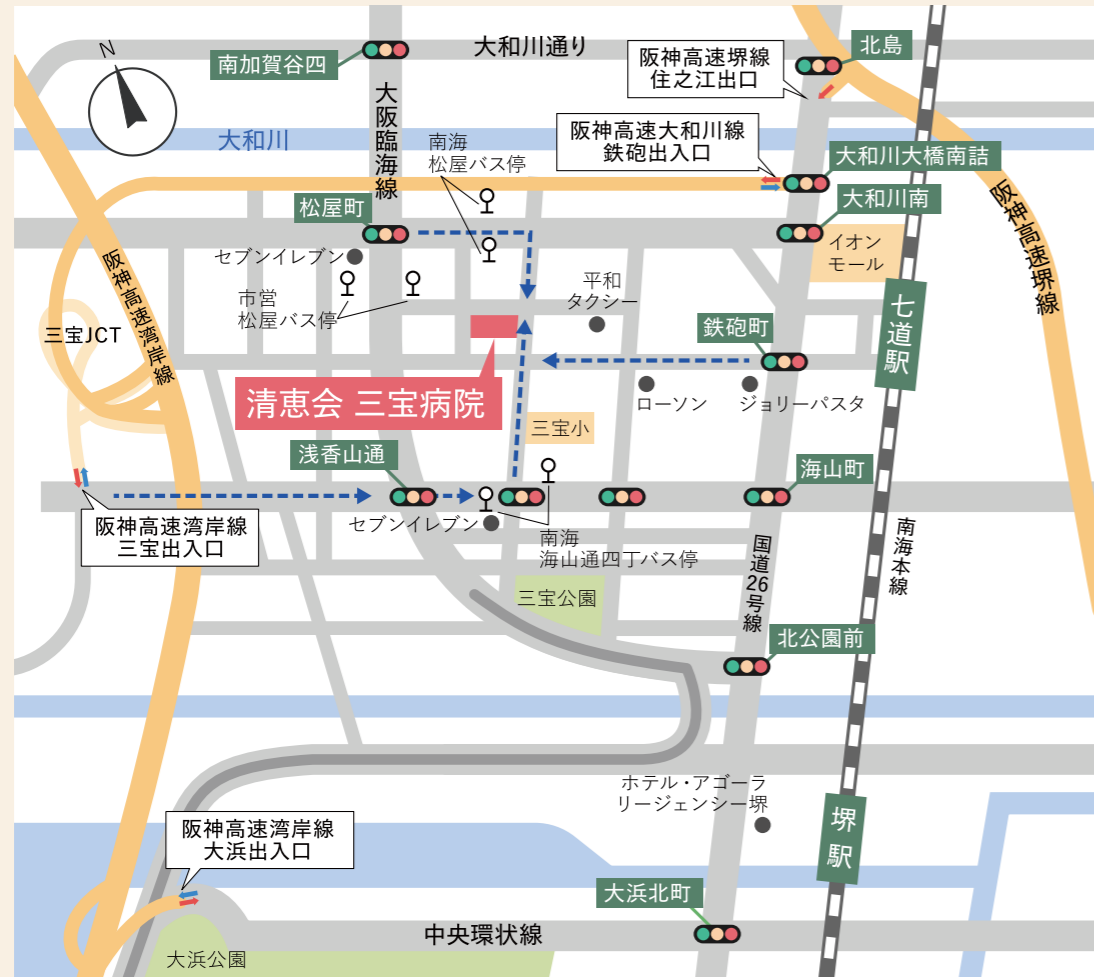 N
大和川通り
北島
南加賀谷四
阪神高速堺線
住之江出口
大阪臨海線
大和川
阪神高速大和川線
鉄砲出入口
南海
松屋バス停
大和川大橋南詰
松屋町
大和川南
阪神高速堺線
イオン
モール
セブンイレブン
阪神高速湾岸線
市営
松屋バス停
平和
タクシー
七道駅
三宝JCT
鉄砲町
清恵会 三宝病院
ローソン
ジョリーパスタ
三宝小
浅香山通
海山町
阪神高速湾岸線
三宝出入口
セブンイレブン
南海
海山通四丁バス停
南海本線
国道26号線
三宝公園
北公園前
ホテル・アゴーラ
リージェンシー堺
堺駅
阪神高速湾岸線
大浜出入口
大浜北町
中央環状線
大浜公園